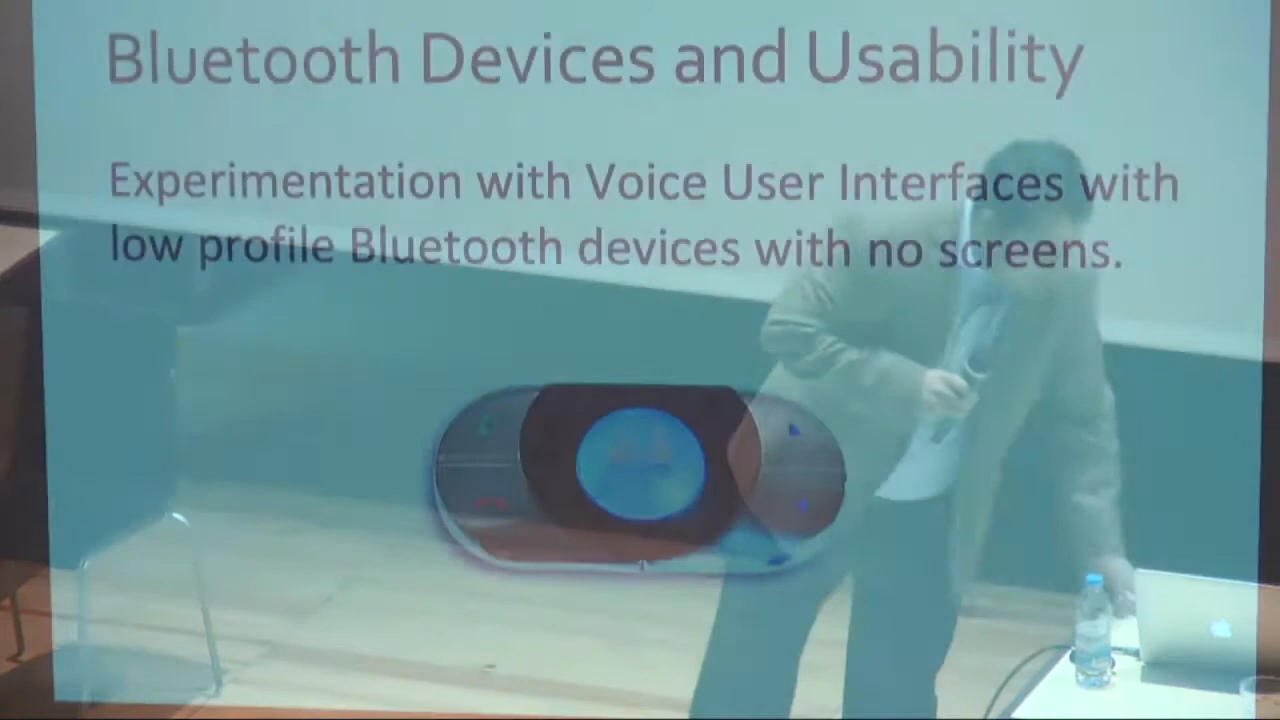 Bluetooth Devices and Usability
Experimentation with Voice User Interfaces with
low profile Bluetooth devices with no screens.